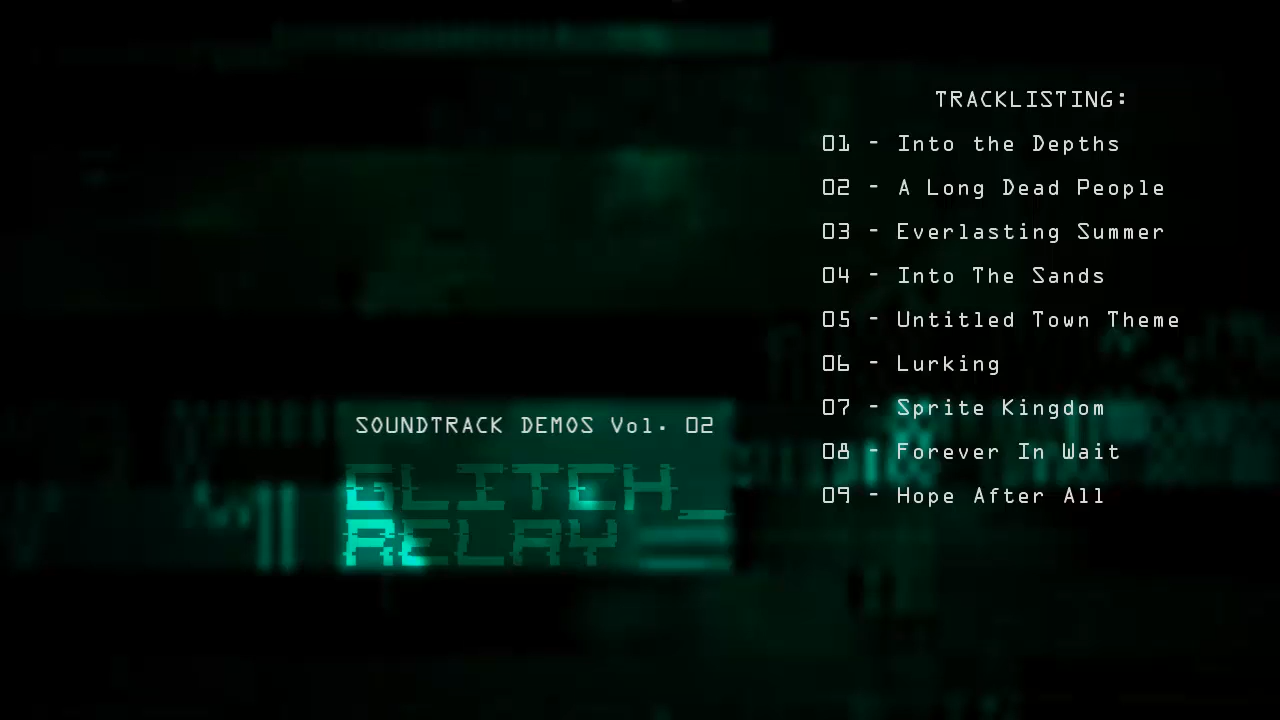 TRACKLISTING:
01 - Into the Depths
02 - A Long Dead People
03 - Everlasting Summer
04 - Into The Sands
05 - Untitled Town Theme
06 - Lurking
07 - Sprite Kingdom
08 - Forever In Wait
09 - Hope After All
SOUNDTRACK DEMOS Vol. 02
GLITCH_
RELAY